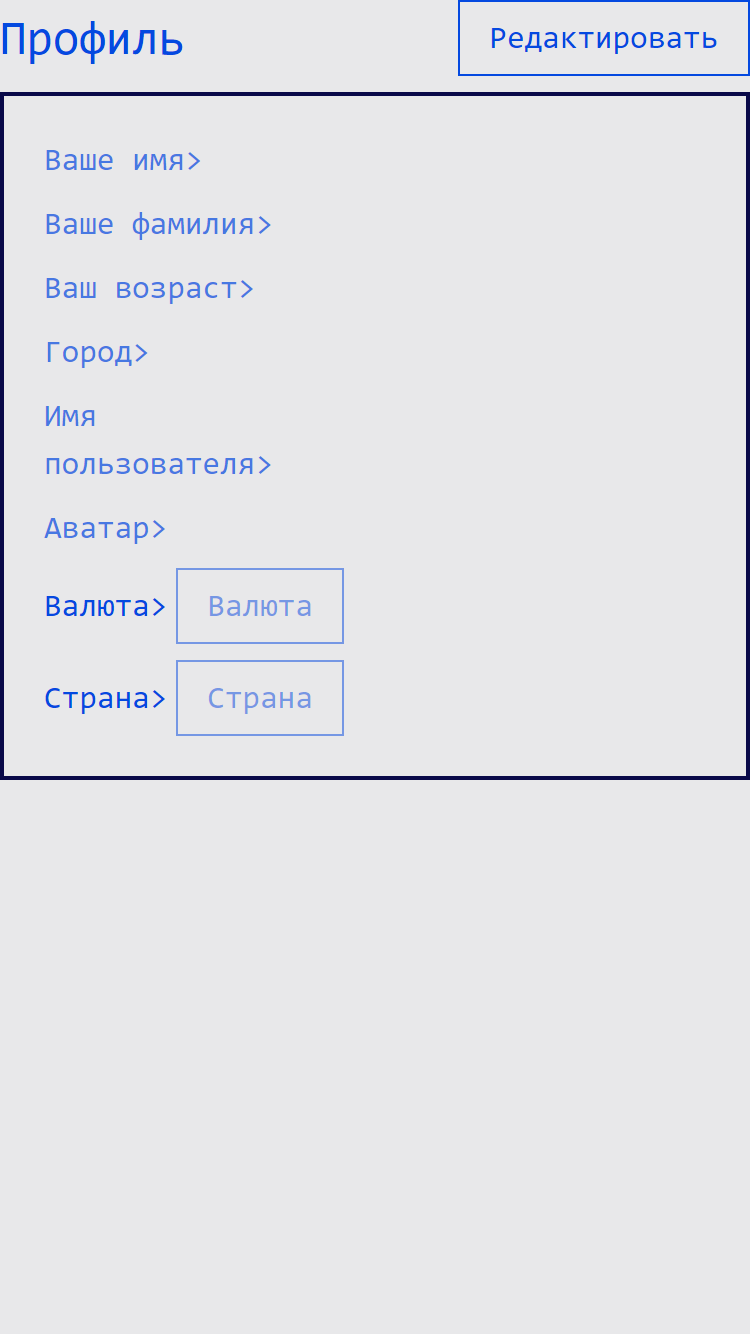 Профиль
Редактировать
Ваше имя>
Ваше фамилия>
Ваш возраст>
Город>
Имя
пользователя>
Аватар>
Валюта> Валюта
Страна> Страна